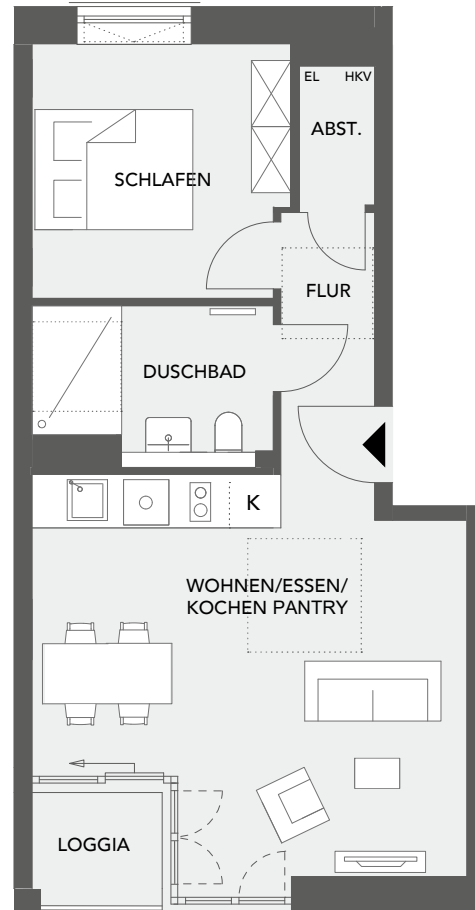 EL HKV
ABST.
SCHLAFEN
FLUR
DUSCHBAD
K
WOHNEN/ESSEN/
KOCHEN PANTRY
LOGGIA